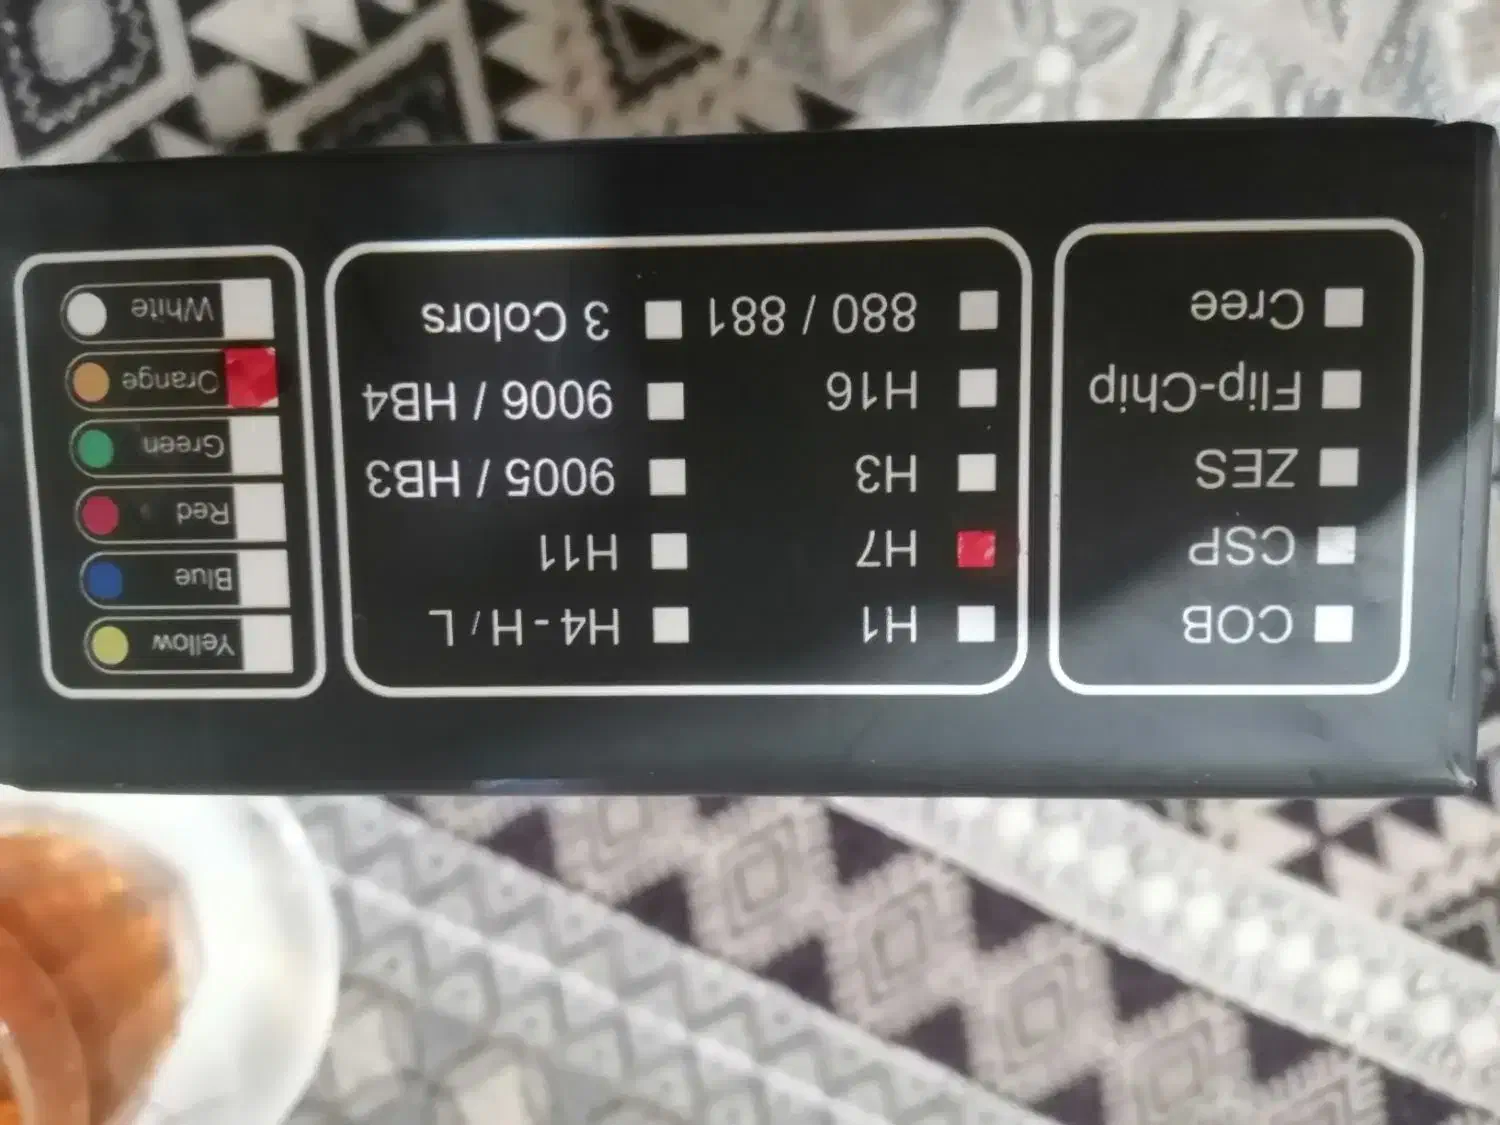 COB
CSP
ZES
Flip-Chip
Cree
H1
H7
H3
H16
880 / 881
H4 - H / L
H11
9005 / HB3
9006 / HB4
3 Colors
Yellow
Blue
Red
Green
Orange
White